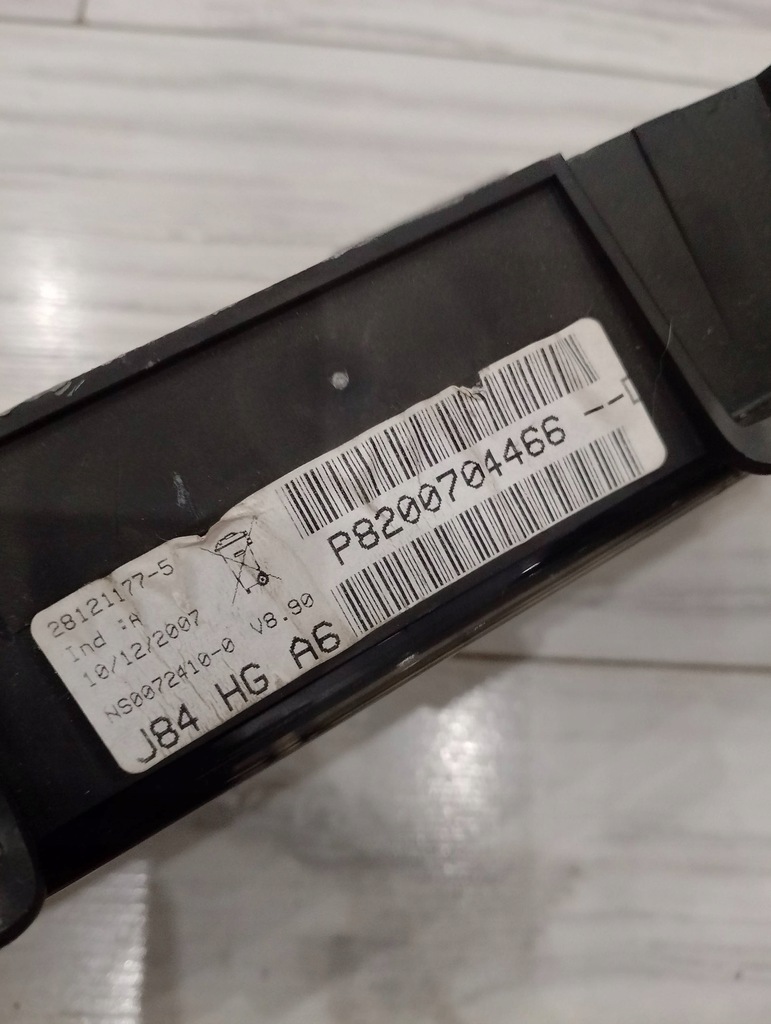 28121177-5
Ind :A
10/12/2007
NS0072410-0 V8.90
J84 HG A6
P8200704466 --D